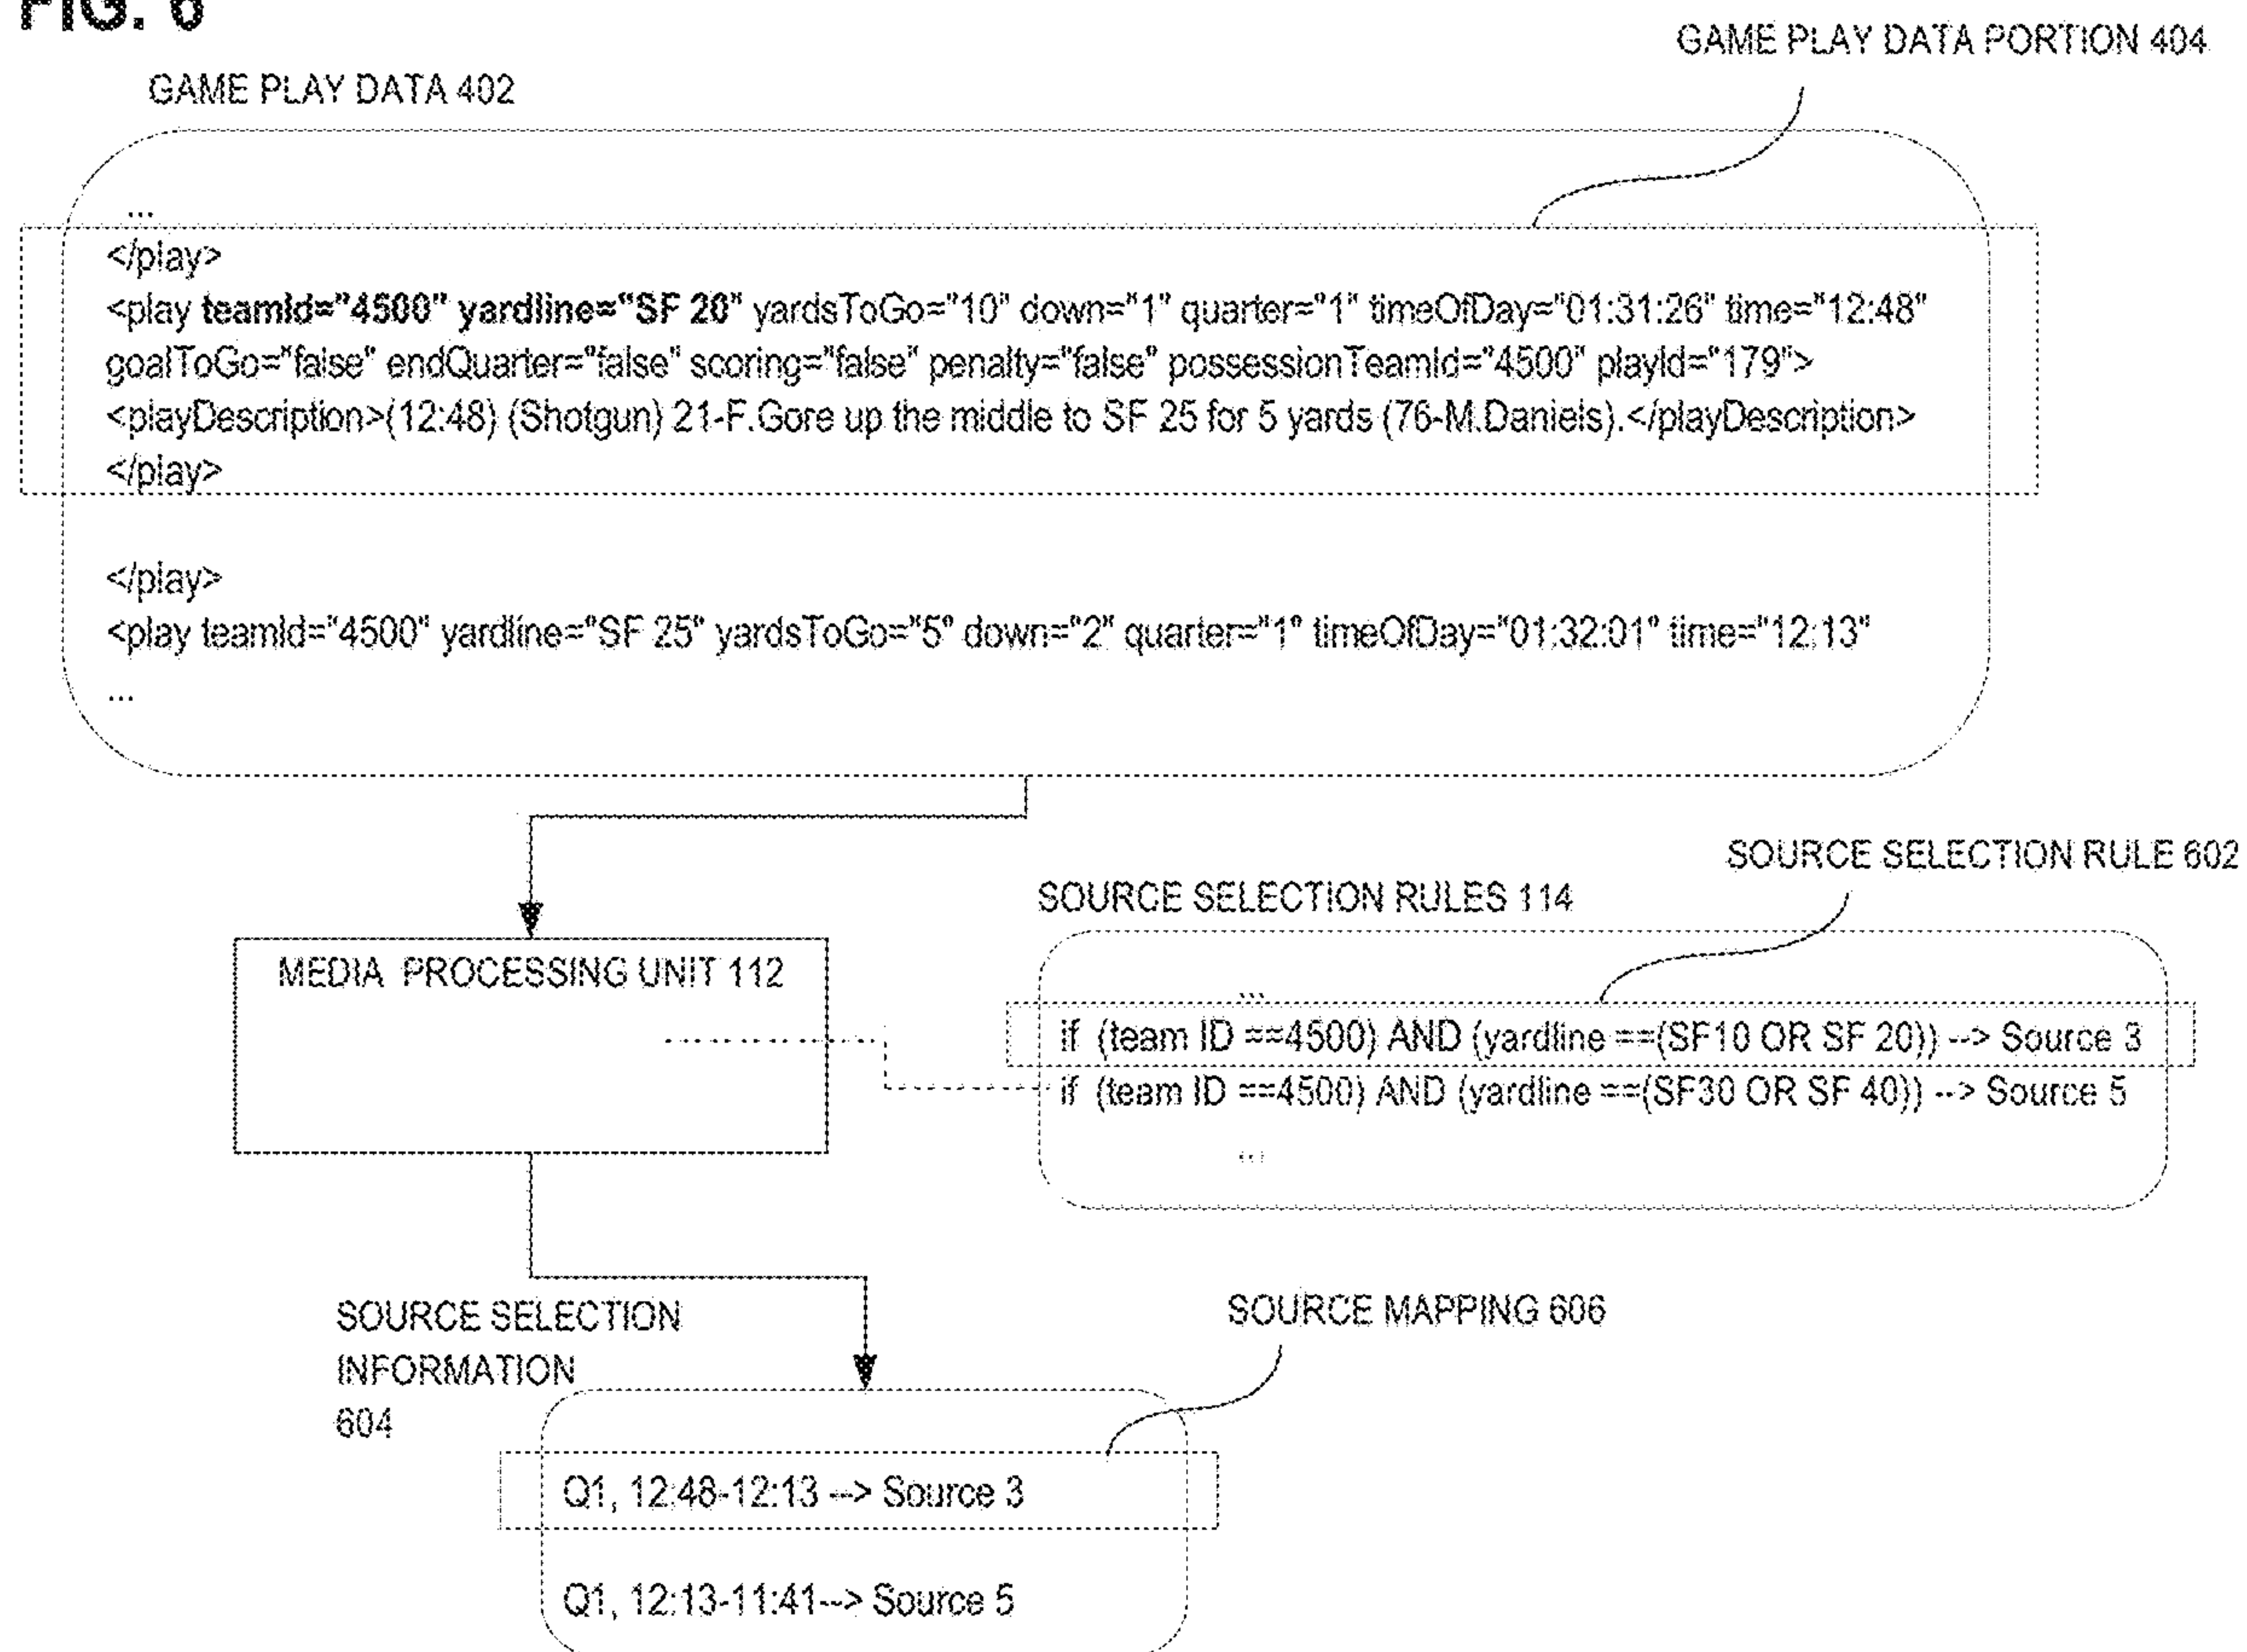 FIG. 6
GAME PLAY DATA PORTION 404
GAME PLAY DATA 402
...
</play>
<play teamId="4500" yardline="SF 20" yardsToGo="10" down="1" quarter="1" timeOfDay="01:31:26" time="12:48"
goalToGo="false" endQuarter="false" scoring="false" penalty="false" possessionTeamId="4500" playId="179">
<playDescription>(12:48) (Shotgun) 21-F.Gore up the middle to SF 25 for 5 yards (76-M.Daniels).</playDescription>
</play>
</play>
<play teamId="4500" yardline="SF 25" yardsToGo="5" down="2" quarter="1" timeOfDay="01:32:01" time="12:13"
...
SOURCE SELECTION RULE 602
SOURCE SELECTION RULES 114
MEDIA PROCESSING UNIT 112
...
if (team ID ==4500) AND (yardline ==(SF10 OR SF 20)) --> Source 3
if (team ID ==4500) AND (yardline ==(SF30 OR SF 40)) --> Source 5
...
SOURCE SELECTION
INFORMATION
604
SOURCE MAPPING 606
Q1, 12:48-12:13 --> Source 3
Q1, 12:13-11:41--> Source 5